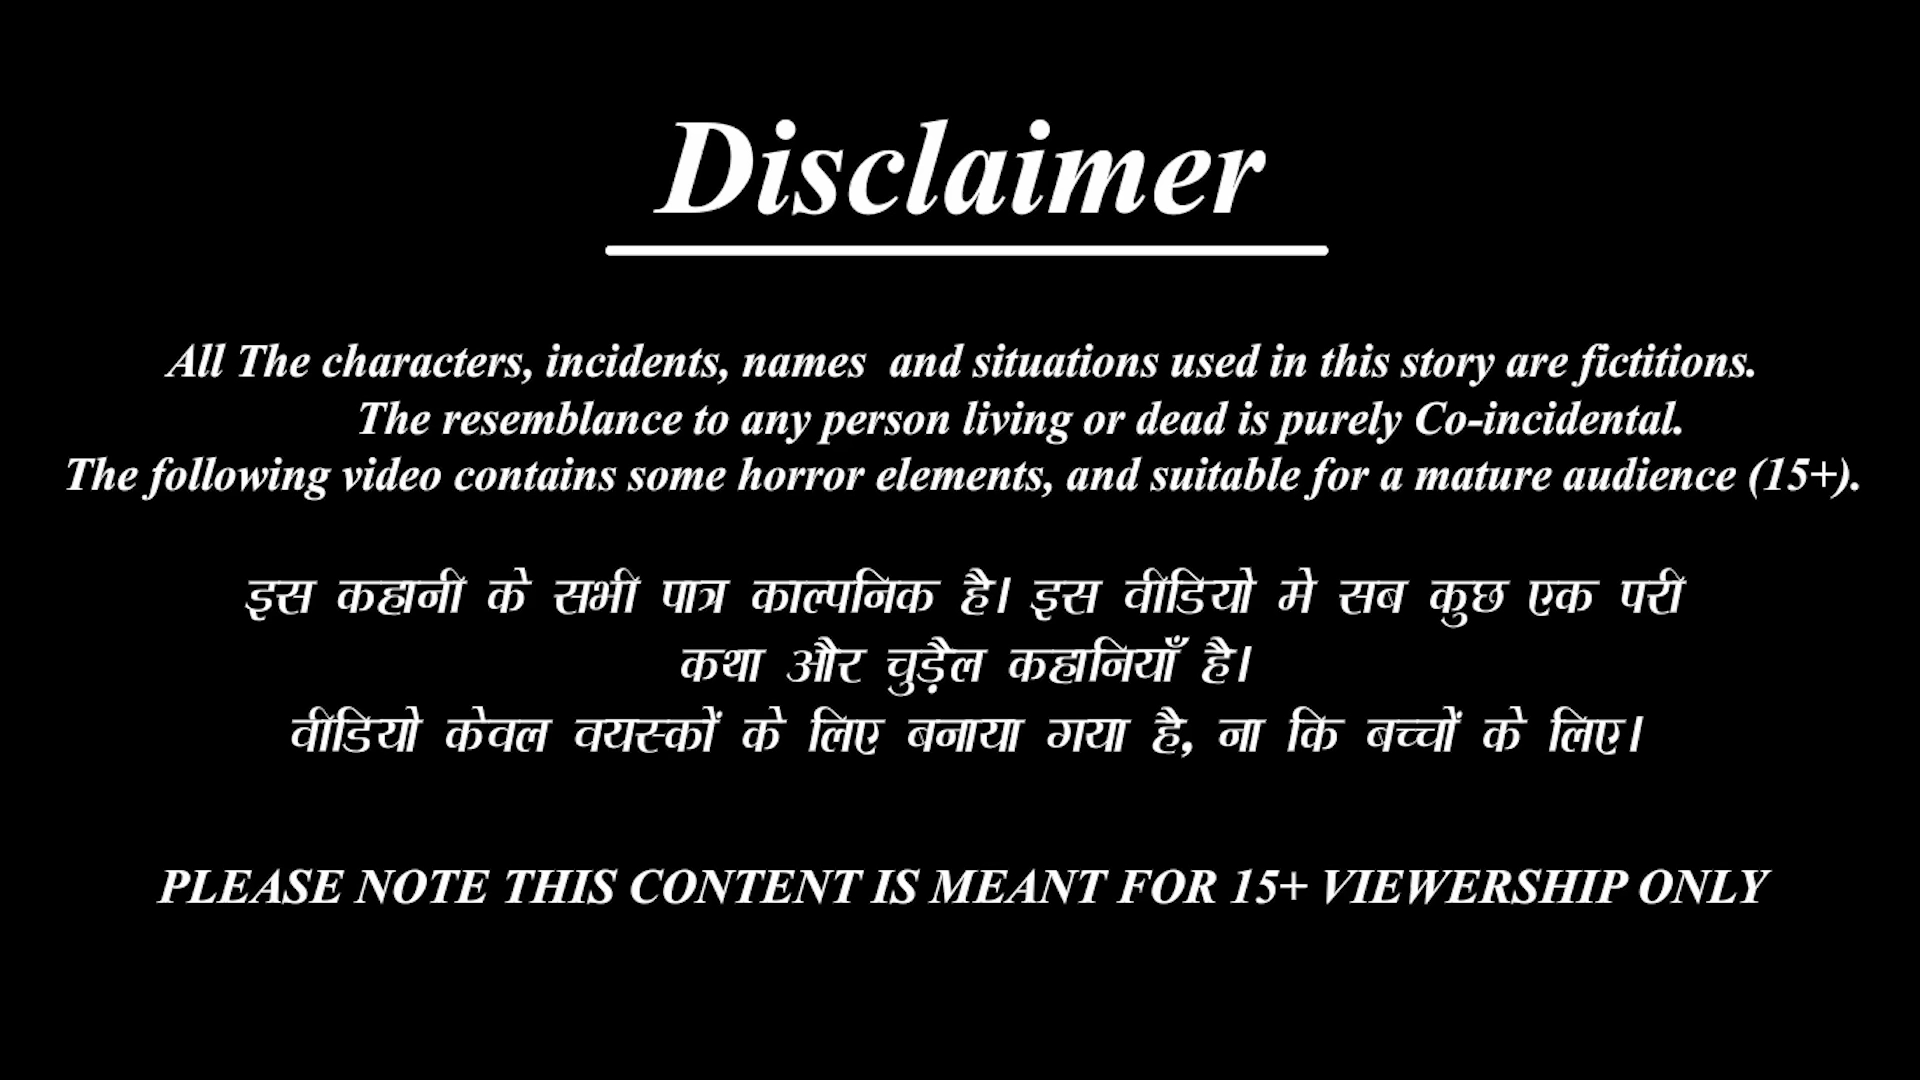 Disclaimer
All The characters, incidents, names and situations used in this story are fictitions.
The resemblance to any person living or dead is purely Co-incidental.
The following video contains some horror elements, and suitable for a mature audience (15+).
इस कहानी के सभी पात्र काल्पनिक है। इस वीडियो मे सब कुछ एक परी
कथा और चुड़ैल कहानियाँ है।
वीडियो केवल वयस्कों के लिए बनाया गया है, ना कि बच्चों के लिए।
PLEASE NOTE THIS CONTENT IS MEANT FOR 15+ VIEWERSHIP ONLY